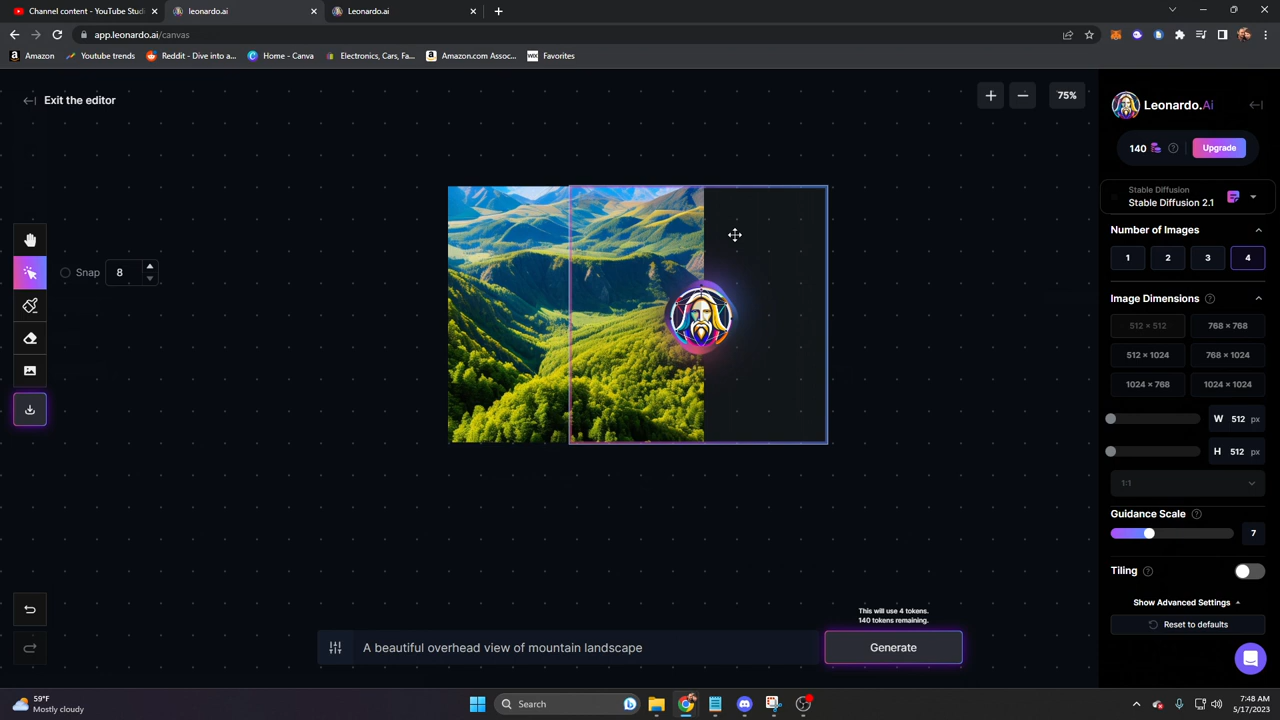 Channel content - YouTube Studi
leonardo.ai
Leonardo.ai
app.leonardo.ai/canvas
Amazon
Youtube trends
Reddit - Dive into a...
Home - Canva
Electronics, Cars, Fa...
Amazon.com Assoc...
WIX
Favorites
Exit the editor
75%
Leonardo.Ai
140
Upgrade
Stable Diffusion
Stable Diffusion 2.1
Number of Images
1
2
3
4
Snap
8
Image Dimensions
512 × 512
768 × 768
512 × 1024
768 × 1024
1024 × 768
1024 × 1024
W 512 px
H 512 px
1:1
Guidance Scale
7
Tiling
Show Advanced Settings
Reset to defaults
This will use 4 tokens.
140 tokens remaining.
A beautiful overhead view of mountain landscape
Generate
59°F
Mostly cloudy
Search
7:48 AM
5/17/2023